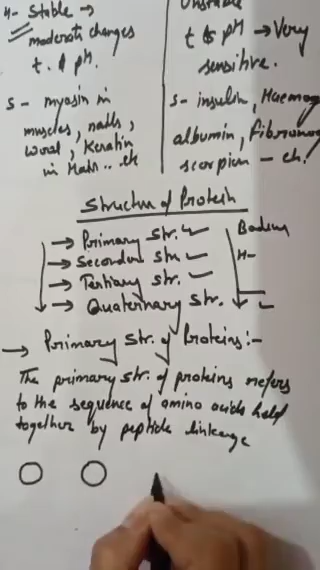 4- Stable →
moderate changes
t. & pH.
5- myosin in
muscles, nails,
wool, Keratin
in Hair.. etc
Unstable
t & pH → Very
sensitive.
5- insulin, Haemog
albumin, Fibrinog
scorpion - etc.
Structure of Protein
→ Primary str.
→ Secondary str.
→ Tertiary str.
→ Quaternary str.
H-
→ Primary str. of Proteins:-
The primary str. of proteins refers
to the sequence of amino acids held
together by peptide linkage